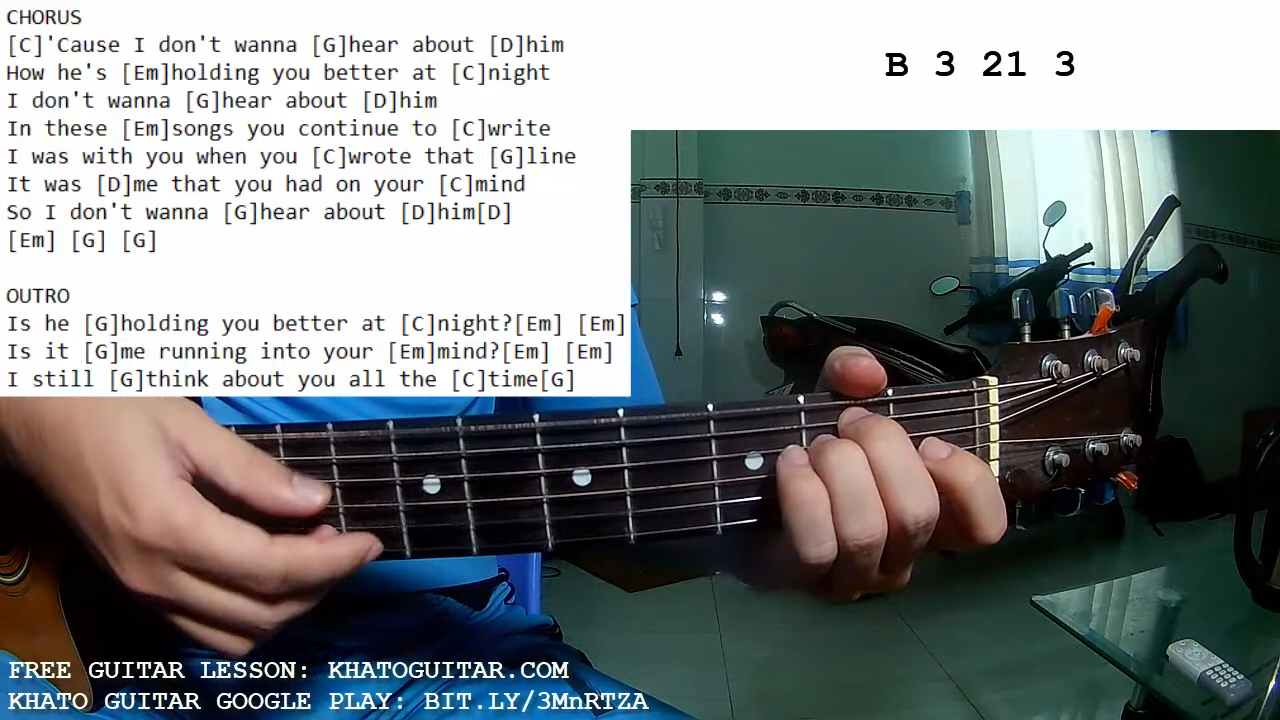 CHORUS
[C]'Cause I don't wanna [G]hear about [D]him
How he's [Em]holding you better at [C]night
I don't wanna [G]hear about [D]him
In these [Em]songs you continue to [C]write
I was with you when you [C]wrote that [G]line
It was [D]me that you had on your [C]mind
So I don't wanna [G]hear about [D]him[D]
[Em] [G] [G]
OUTRO
Is he [G]holding you better at [C]night?[Em] [Em]
Is it [G]me running into your [Em]mind?[Em] [Em]
I still [G]think about you all the [C]time[G]
B 3 21 3
FREE GUITAR LESSON: KHATOGUITAR.COM
KHATO GUITAR GOOGLE PLAY: BIT.LY/3MnRTZA